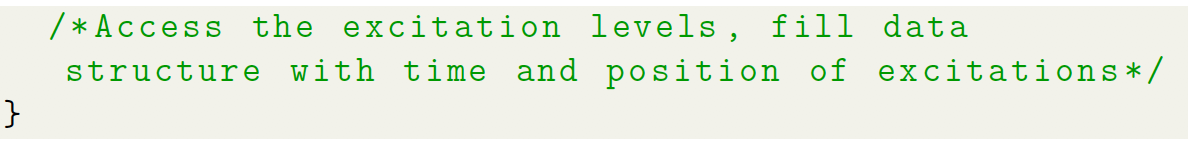 /*Access the excitation levels, fill data
structure with time and position of excitations*/
}